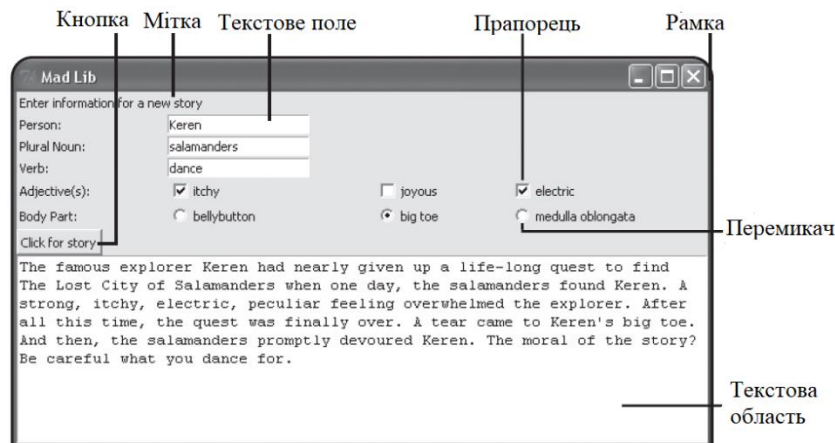 Кнопка Мітка Текстове поле Прапорець Рамка
Mad Lib
Enter information for a new story
Person: Keren
Plural Noun: salamanders
Verb: dance
Adjective(s): itchy joyous electric
Body Part: bellybutton big toe medulla oblongata
Перемикач
Click for story
The famous explorer Keren had nearly given up a life-long quest to find
The Lost City of Salamanders when one day, the salamanders found Keren. A
strong, itchy, electric, peculiar feeling overwhelmed the explorer. After
all this time, the quest was finally over. A tear came to Keren's big toe.
And then, the salamanders promptly devoured Keren. The moral of the story?
Be careful what you dance for.
Текстова
область